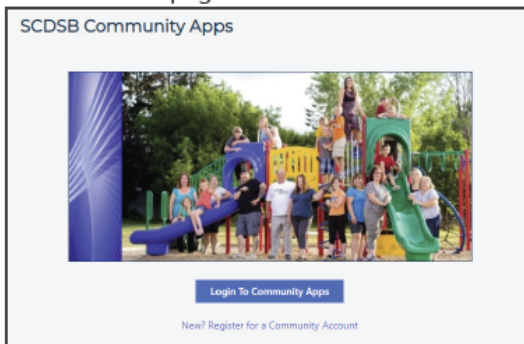 SCDSB Community Apps
Login To Community Apps
New? Register for a Community Account